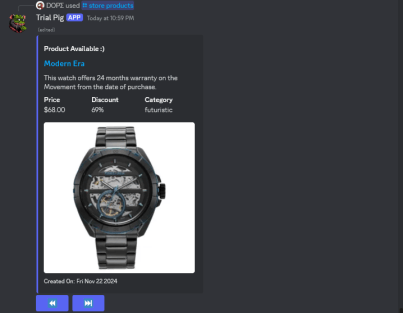 DOPE used # store products
Trial Pig APP Today at 10:59 PM
(edited)
Product Available :)
Modern Era
This watch offers 24 months warranty on the
Movement from the date of purchase.
Price Discount Category
$68.00 69% futuristic
Created On: Fri Nov 22 2024